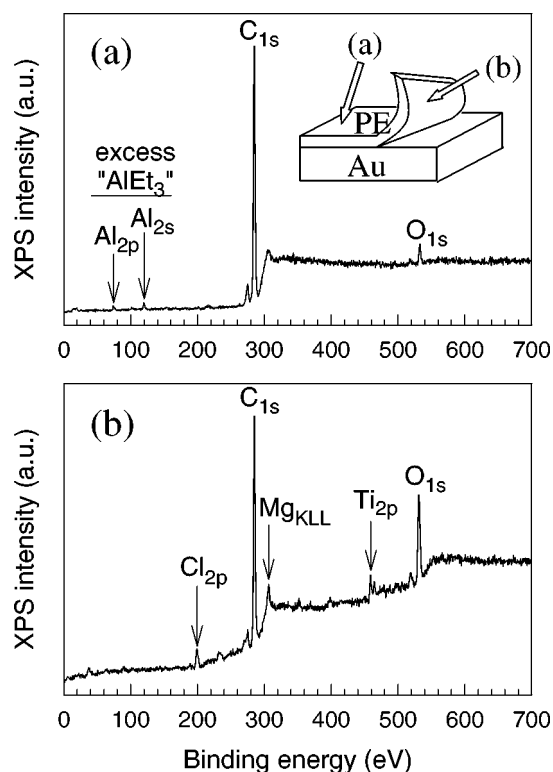 (a)
C1s
(a)
(b)
PE
Au
excess
"AlEt3"
Al2p
Al2s
O1s
XPS intensity (a.u.)
0 100 200 300 400 500 600 700
(b)
C1s
MgKLL
Ti2p
O1s
Cl2p
XPS intensity (a.u.)
0 100 200 300 400 500 600 700
Binding energy (eV)